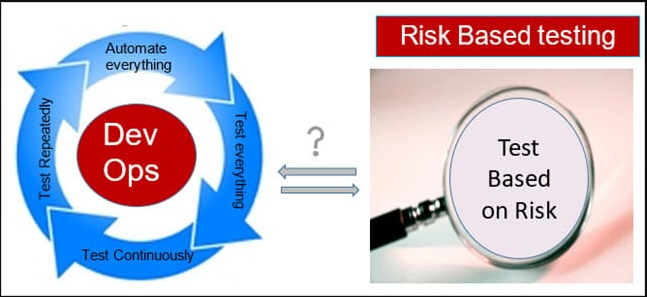 Automate
everything
Test everything
Test Continuously
Test Repeatedly
Dev
Ops
?
Risk Based testing
Test
Based
on Risk